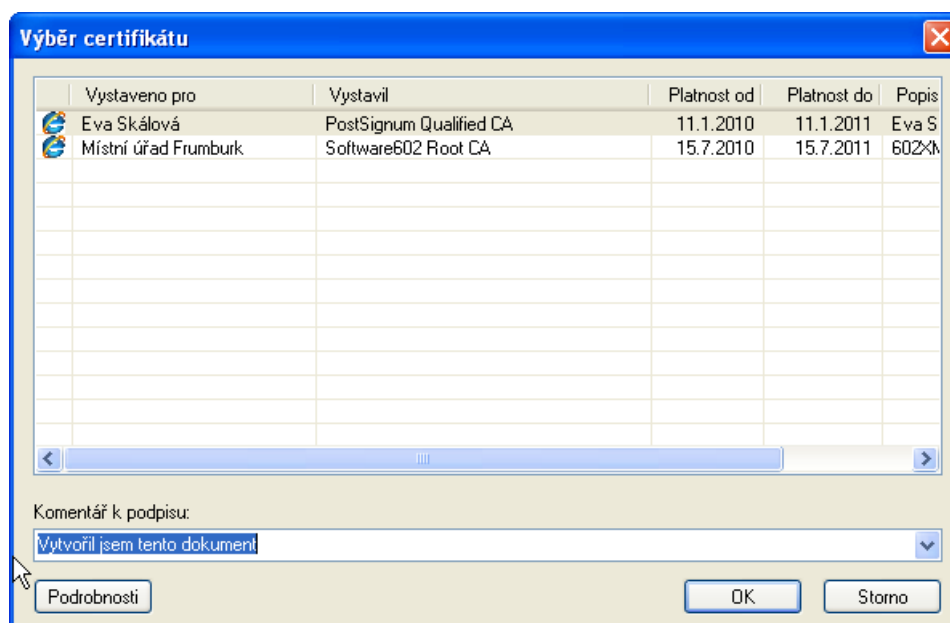 Výběr certifikátu
Vystaveno pro Vystavil Platnost od Platnost do Popis
Eva Skálová PostSignum Qualified CA 11.1.2010 11.1.2011 Eva S
Místní úřad Frumburk Software602 Root CA 15.7.2010 15.7.2011 602XM
Komentář k podpisu:
Vytvořil jsem tento dokument
Podrobnosti OK Storno